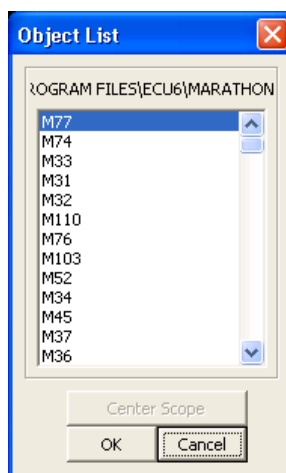 Object List
ROGRAM FILES\ECU6\MARATHON
M77
M74
M33
M31
M32
M110
M76
M103
M52
M34
M45
M37
M36
Center Scope
OK
Cancel